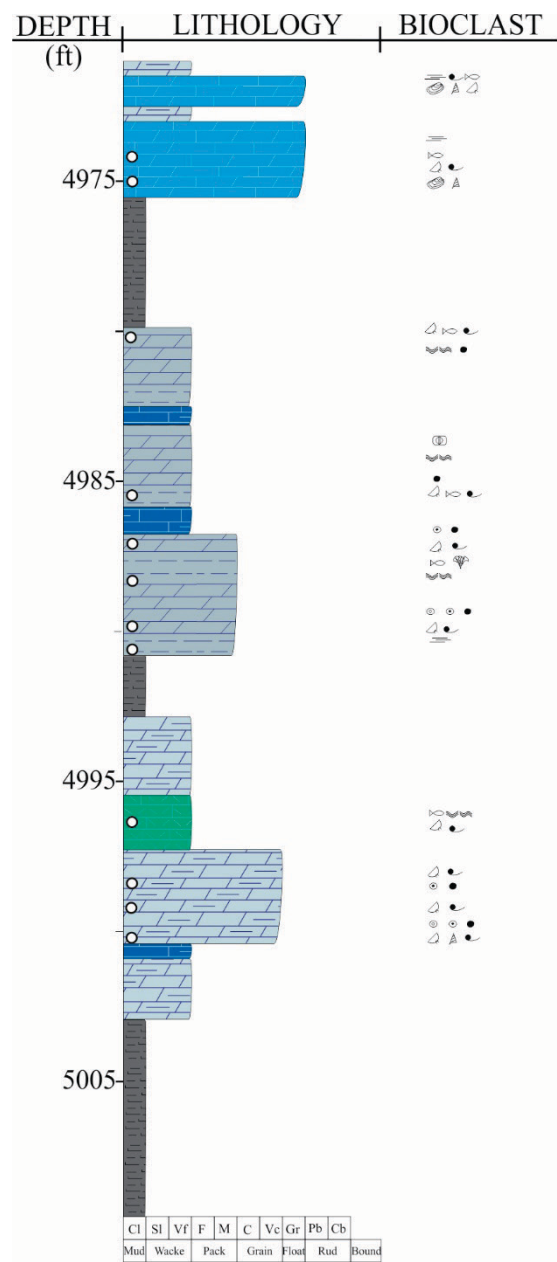 DEPTH LITHOLOGY BIOCLAST
(ft)
4975
4985
4995
5005
Cl Sl Vf F M C Vc Gr Pb Cb
Mud Wacke Pack Grain Float Rud Bound